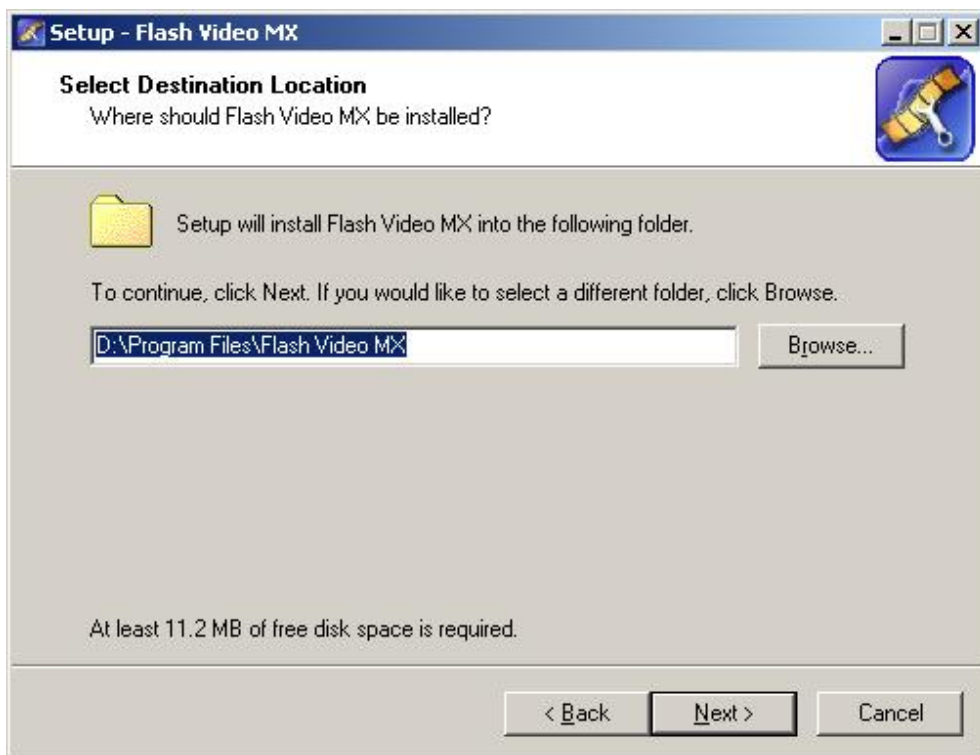 Setup - Flash Video MX
Select Destination Location
Where should Flash Video MX be installed?
Setup will install Flash Video MX into the following folder.
To continue, click Next. If you would like to select a different folder, click Browse.
D:\Program Files\Flash Video MX
Browse...
At least 11.2 MB of free disk space is required.
< Back
Next >
Cancel